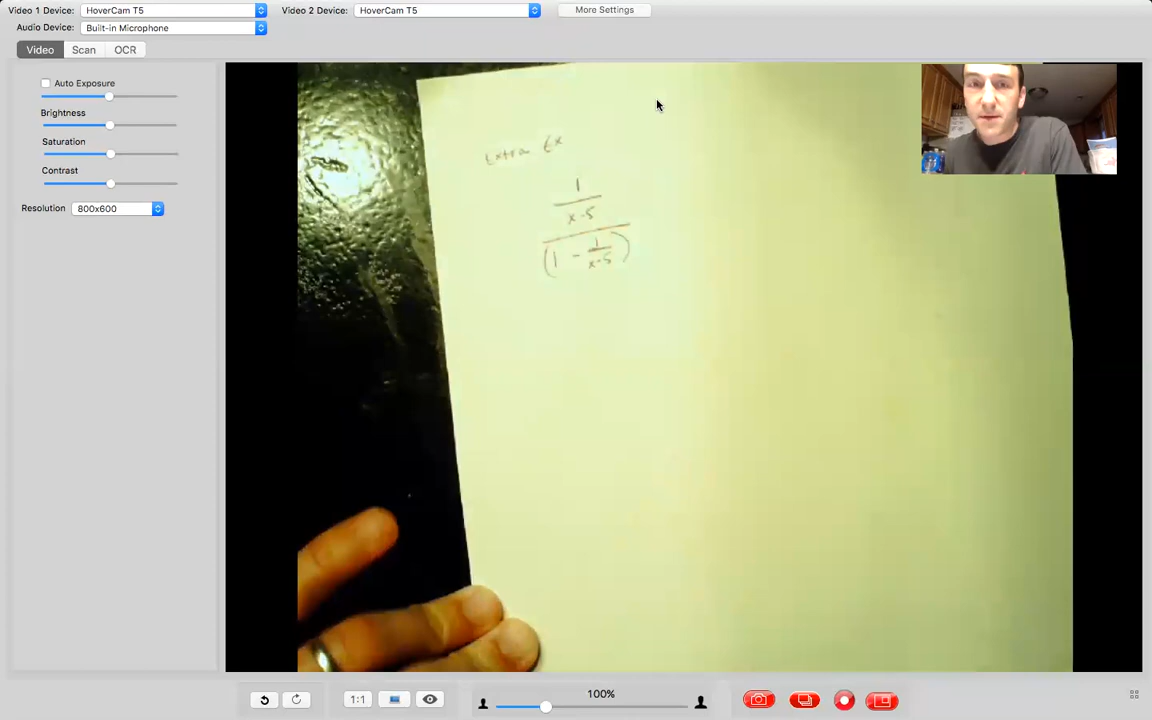 Video 1 Device: HoverCam T5 Video 2 Device: HoverCam T5 More Settings
Audio Device: Built-in Microphone
Video Scan OCR
Auto Exposure
Brightness
Saturation
Contrast
Resolution 800x600
Extra Ex
1
x-5
(1 - 1
x-5)
1:1 100%